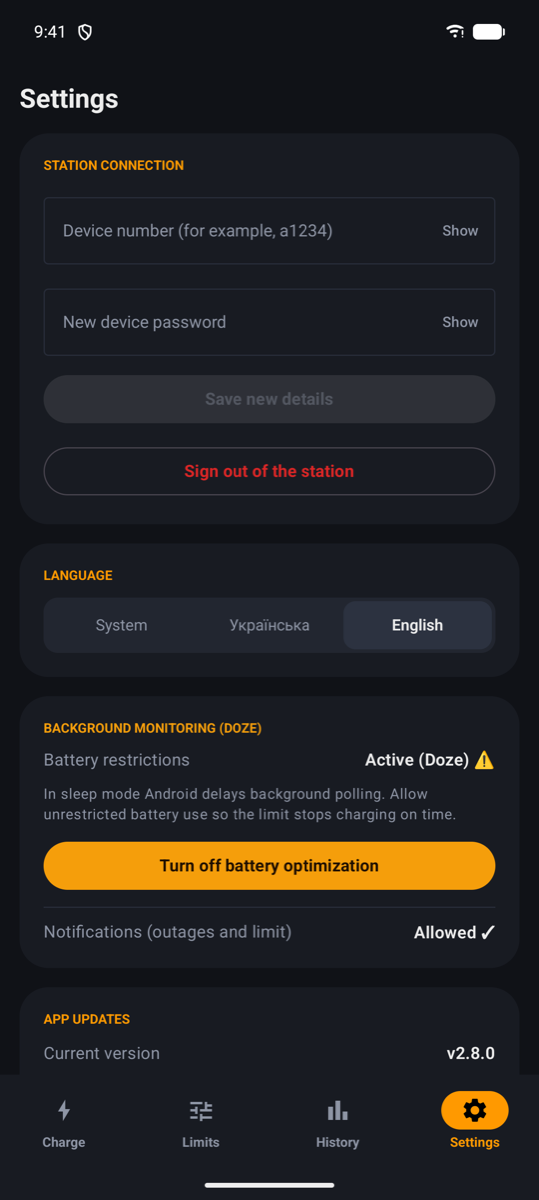 9:41
Settings
STATION CONNECTION
Device number (for example, a1234) Show
New device password Show
Save new details
Sign out of the station
LANGUAGE
System Українська English
BACKGROUND MONITORING (DOZE)
Battery restrictions Active (Doze) ⚠️
In sleep mode Android delays background polling. Allow
unrestricted battery use so the limit stops charging on time.
Turn off battery optimization
Notifications (outages and limit) Allowed ✓
APP UPDATES
Current version v2.8.0
Charge Limits History Settings